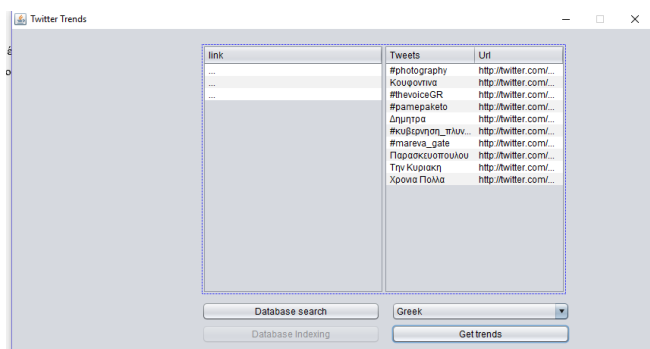 Twitter Trends
link
...
...
...
Tweets Url
#photography http://twitter.com/...
Κουφοντινα http://twitter.com/...
#thevoiceGR http://twitter.com/...
#pamepaketo http://twitter.com/...
Δημητρα http://twitter.com/...
#κυβερνηση_πλυν... http://twitter.com/...
#mareva_gate http://twitter.com/...
Παρασκευοπουλου http://twitter.com/...
Την Κυριακη http://twitter.com/...
Χρονια Πολλα http://twitter.com/...
Database search Greek
Database Indexing Get trends